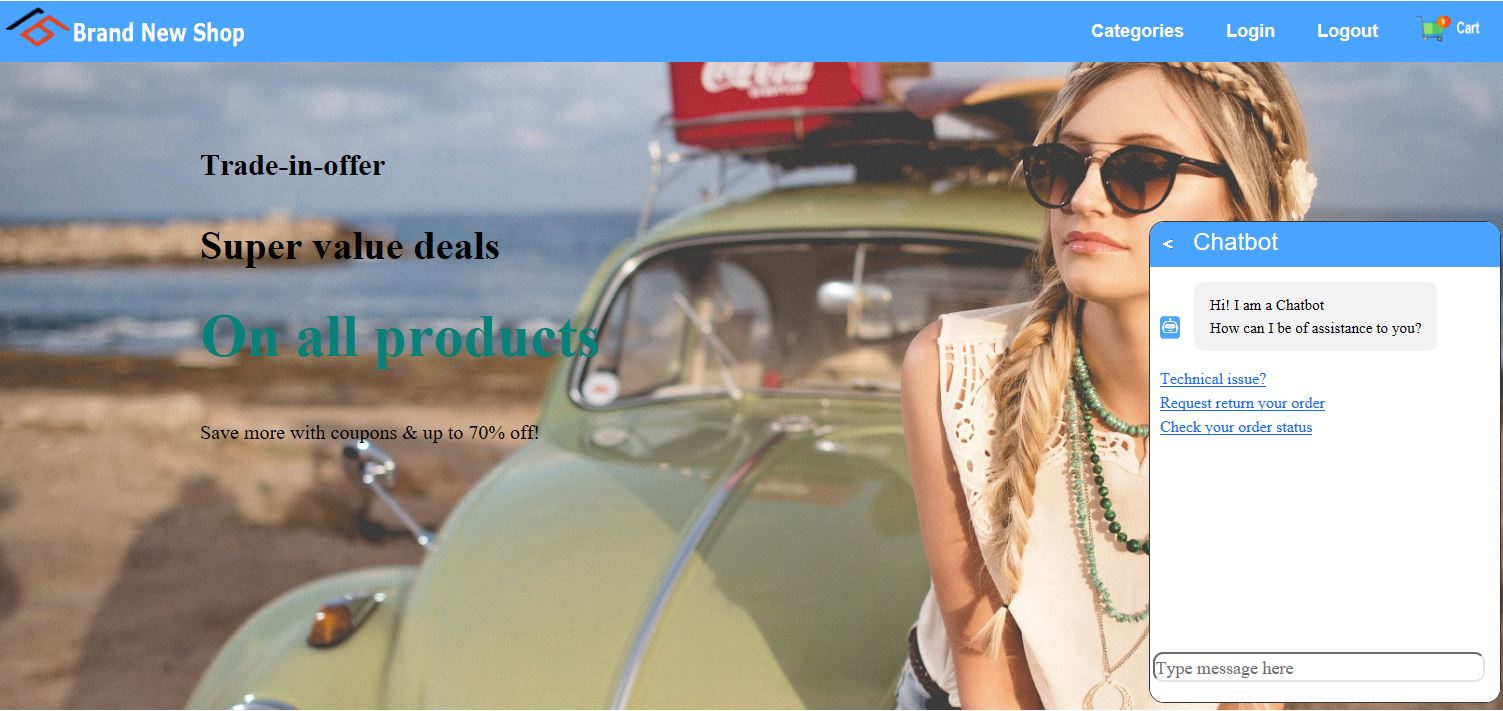 Brand New Shop
Categories
Login
Logout
Cart
Coca-Cola
Trade-in-offer
Super value deals
On all products
Save more with coupons & up to 70% off!
< Chatbot
Hi! I am a Chatbot
How can I be of assistance to you?
Technical issue?
Request return your order
Check your order status
Type message here